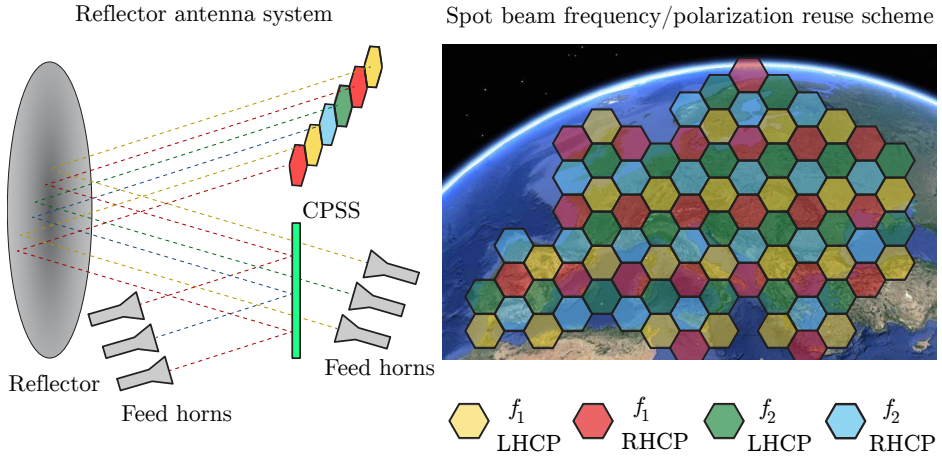 Reflector antenna system
Spot beam frequency/polarization reuse scheme
CPSS
Reflector
Feed horns
Feed horns
f1
LHCP
f1
RHCP
f2
LHCP
f2
RHCP